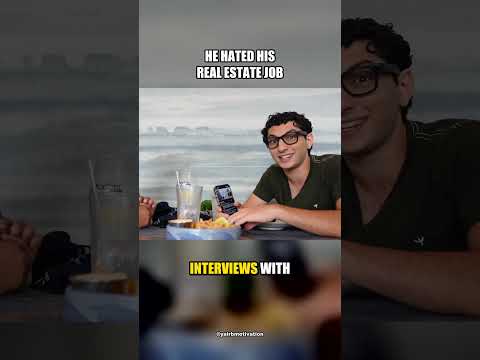 HE HATED HIS
REAL ESTATE JOB
INTERVIEWS WITH
@yairbmotivation